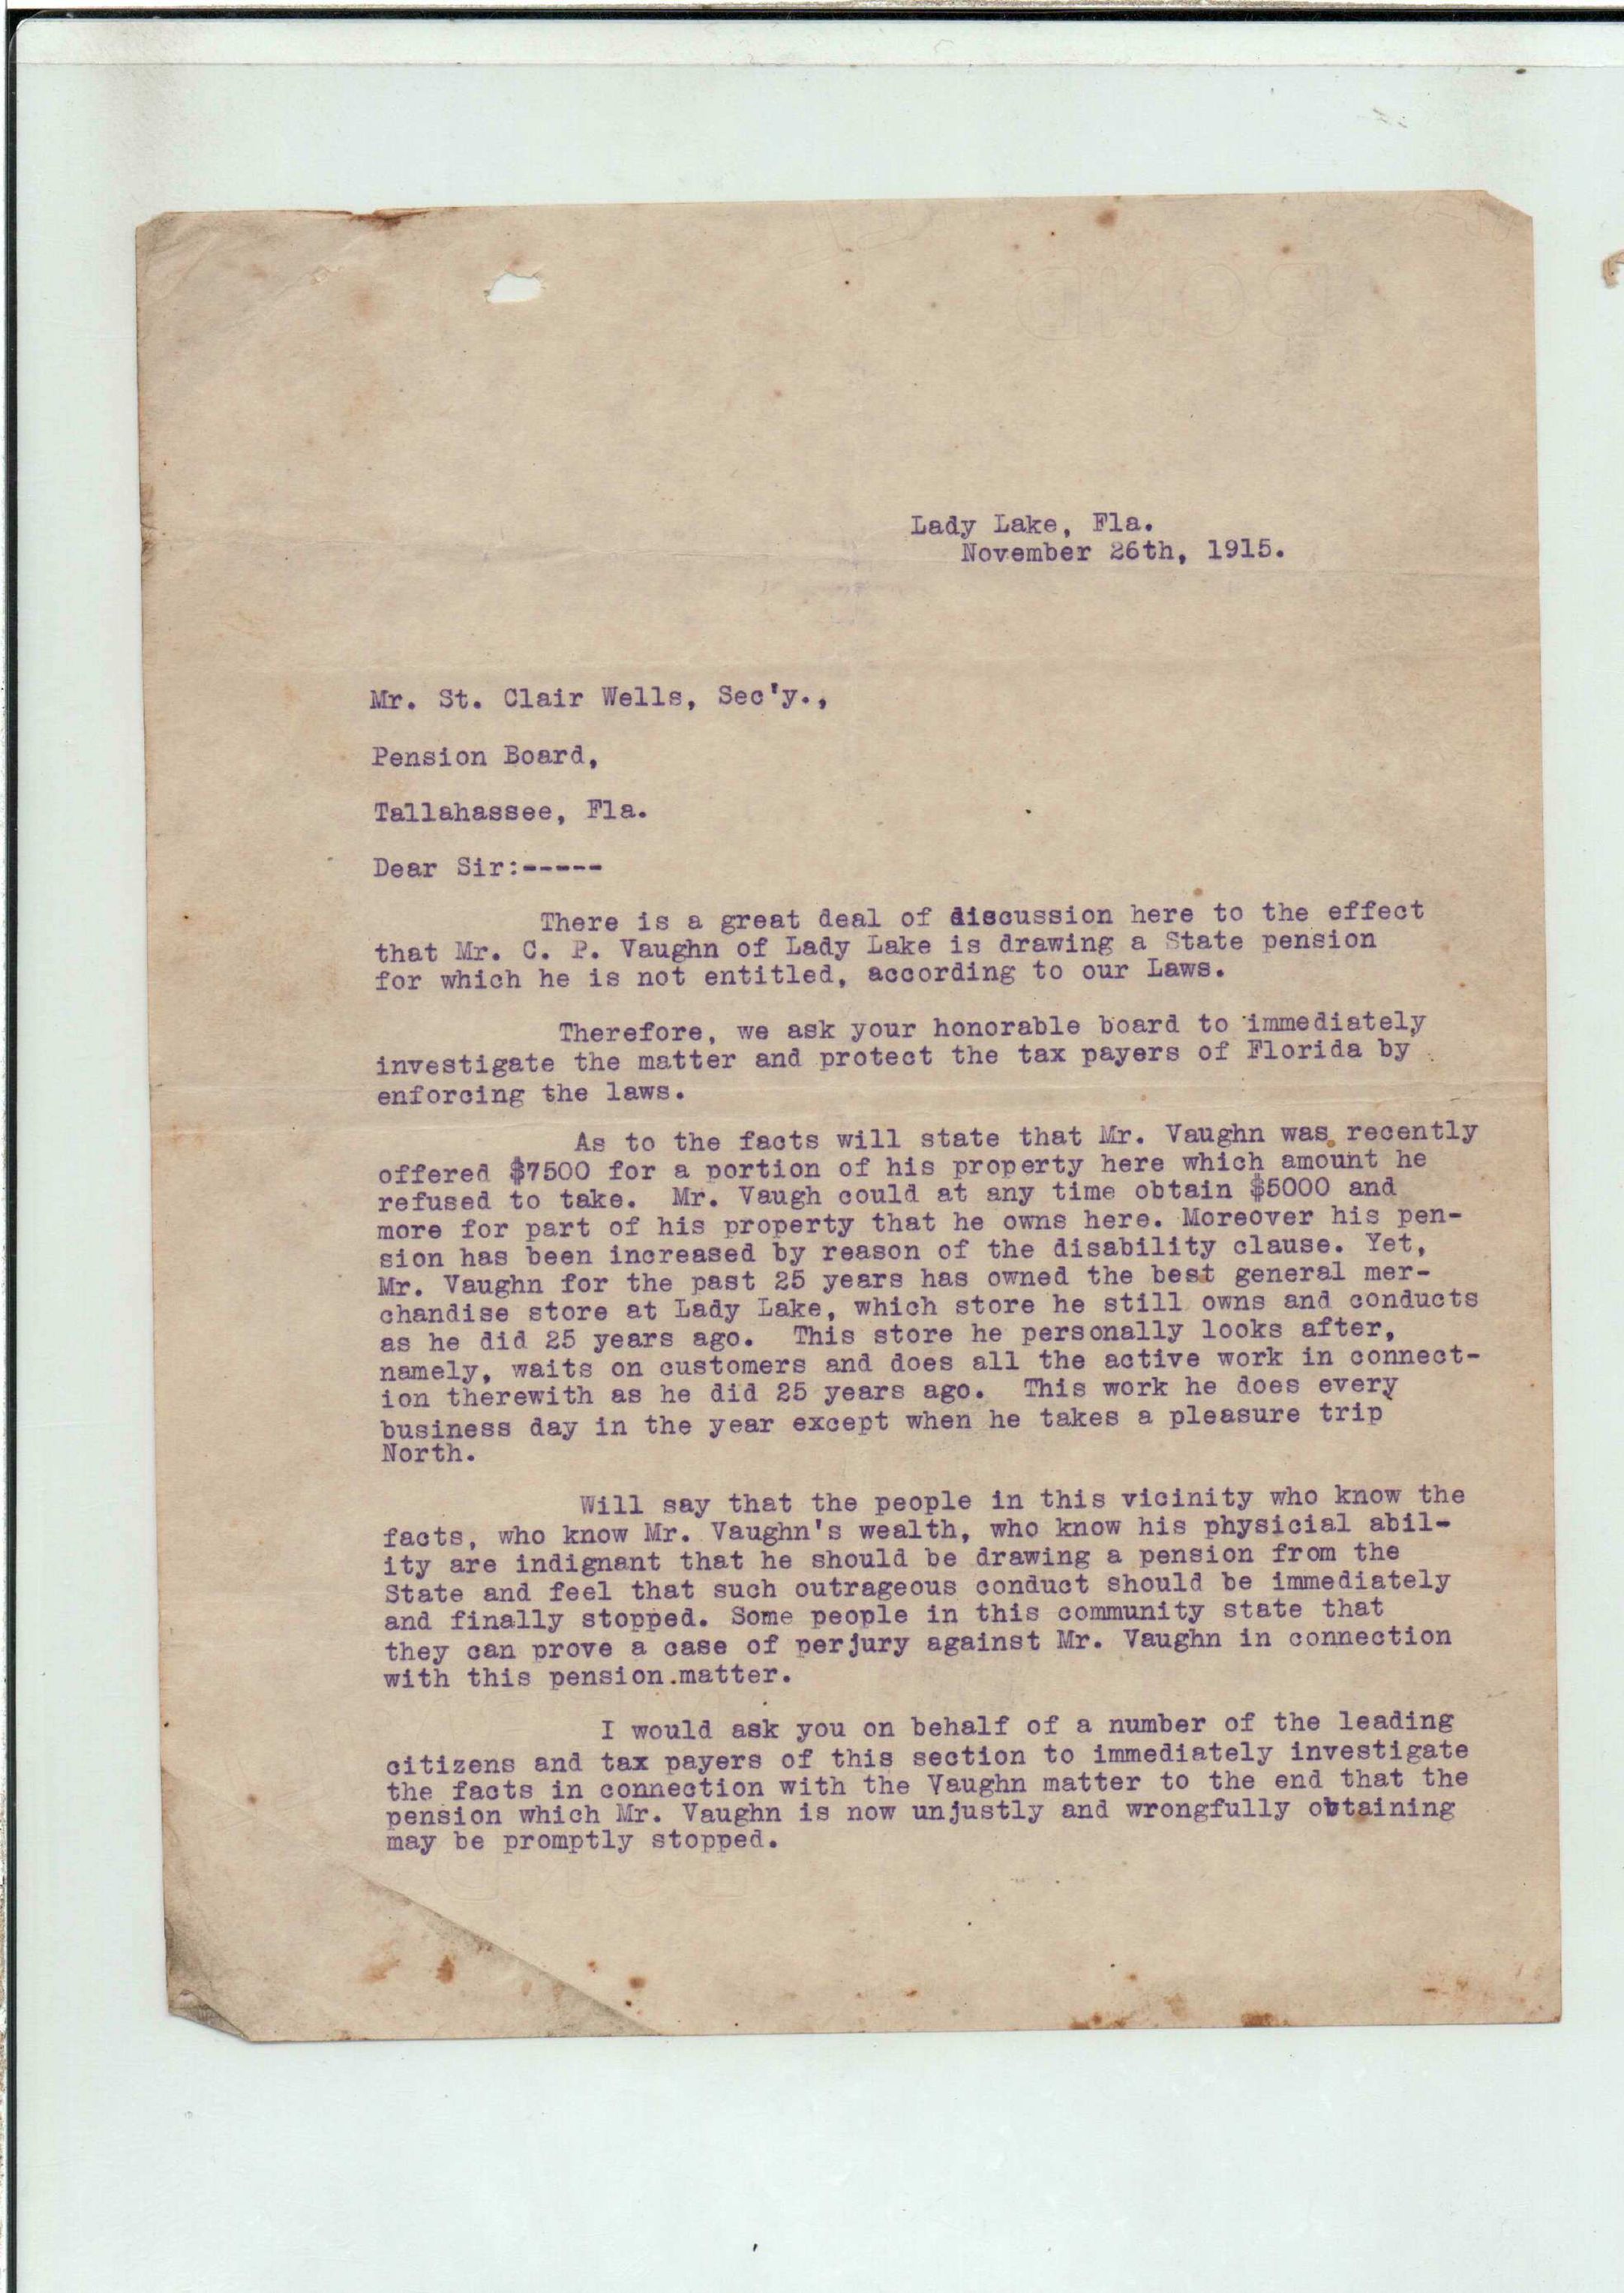 Lady Lake, Fla.
November 26th, 1915.
Mr. St. Clair Wells, Sec'y.,
Pension Board,
Tallahassee, Fla.
Dear Sir:-----
There is a great deal of discussion here to the effect
that Mr. C. P. Vaughn of Lady Lake is drawing a State pension
for which he is not entitled, according to our Laws.
Therefore, we ask your honorable board to immediately
investigate the matter and protect the tax payers of Florida by
enforcing the laws.
As to the facts will state that Mr. Vaughn was recently
offered $7500 for a portion of his property here which amount he
refused to take. Mr. Vaugh could at any time obtain $5000 and
more for part of his property that he owns here. Moreover his pen-
sion has been increased by reason of the disability clause. Yet,
Mr. Vaughn for the past 25 years has owned the best general mer-
chandise store at Lady Lake, which store he still owns and conducts
as he did 25 years ago. This store he personally looks after,
namely, waits on customers and does all the active work in connect-
ion therewith as he did 25 years ago. This work he does every
business day in the year except when he takes a pleasure trip
North.
Will say that the people in this vicinity who know the
facts, who know Mr. Vaughn's wealth, who know his physicial abil-
ity are indignant that he should be drawing a pension from the
State and feel that such outrageous conduct should be immediately
and finally stopped. Some people in this community state that
they can prove a case of perjury against Mr. Vaughn in connection
with this pension.matter.
I would ask you on behalf of a number of the leading
citizens and tax payers of this section to immediately investigate
the facts in connection with the Vaughn matter to the end that the
pension which Mr. Vaughn is now unjustly and wrongfully obtaining
may be promptly stopped.